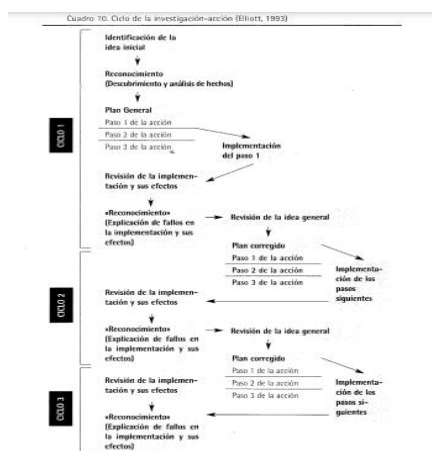 Cuadro 10. Ciclo de la investigación-acción (Elliott, 1993)
Identificación de la
idea inicial
Reconocimiento
(Descubrimiento y análisis de hechos)
Plan General
Paso 1 de la acción
Paso 2 de la acción
Paso 3 de la acción
Implementación
del paso 1
CICLO 1
Revisión de la implemen-
tación y sus efectos
«Reconocimiento»
(Explicación de fallos en
la implementación y sus
efectos)
Revisión de la idea general
Plan corregido
Paso 1 de la acción
Paso 2 de la acción
Paso 3 de la acción
Implementa-
ción de los
pasos
siguientes
CICLO 2
Revisión de la implemen-
tación y sus efectos
«Reconocimiento»
(Explicación de fallos en
la implementación y sus
efectos)
Revisión de la idea general
Plan corregido
Paso 1 de la acción
Paso 2 de la acción
Paso 3 de la acción
Implementa-
ción de los
pasos si-
guientes
CICLO 3
Revisión de la implemen-
tación y sus efectos
«Reconocimiento»
(Explicación de fallos en
la implementación y sus
efectos)